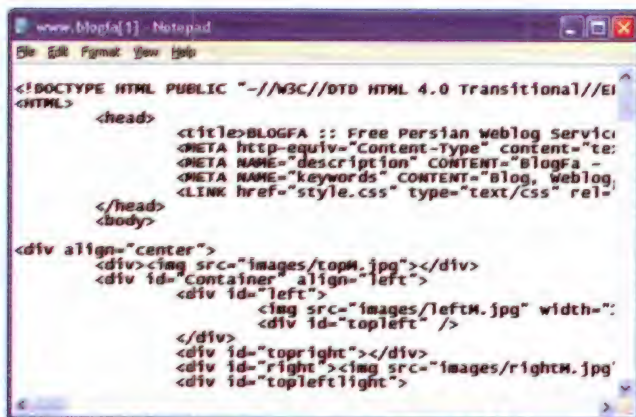 www.blogfa[1] - Notepad
File Edit Format View Help
<!DOCTYPE HTML PUBLIC "-//W3C//DTD HTML 4.0 Transitional//E
<HTML>
<head>
<title>BLOGFA :: Free Persian Weblog Servic
<META http-equiv="Content-Type" content="te
<META NAME="description" CONTENT="BlogFa -
<META NAME="keywords" CONTENT="Blog, Weblog
<LINK href="style.css" type="text/css" rel=
</head>
<body>
<div align="center">
<div><img src="images/topM.jpg"></div>
<div id="Container" align="left">
<div id="left">
<img src="images/leftM.jpg" width="
<div id="topleft" />
</div>
<div id="topright"></div>
<div id="right"><img src="images/rightM.jpg"
<div id="topleftlight">